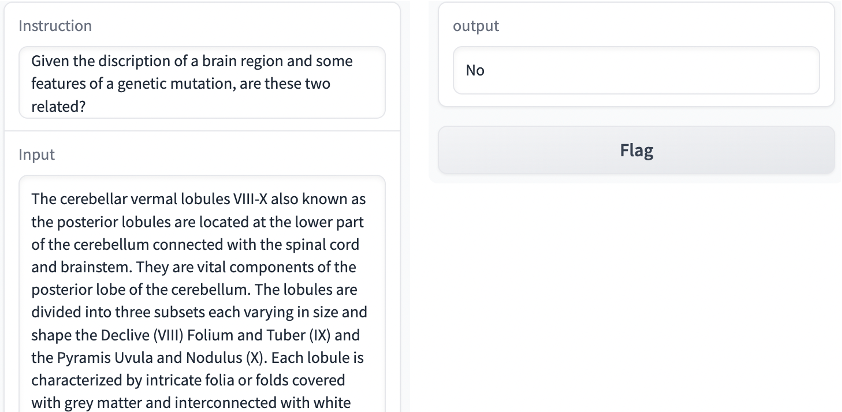 Instruction
Given the discription of a brain region and some
features of a genetic mutation, are these two
related?
Input
The cerebellar vermal lobules VIII-X also known as
the posterior lobules are located at the lower part
of the cerebellum connected with the spinal cord
and brainstem. They are vital components of the
posterior lobe of the cerebellum. The lobules are
divided into three subsets each varying in size and
shape the Declive (VIII) Folium and Tuber (IX) and
the Pyramis Uvula and Nodulus (X). Each lobule is
characterized by intricate folia or folds covered
with grey matter and interconnected with white
output
No
Flag